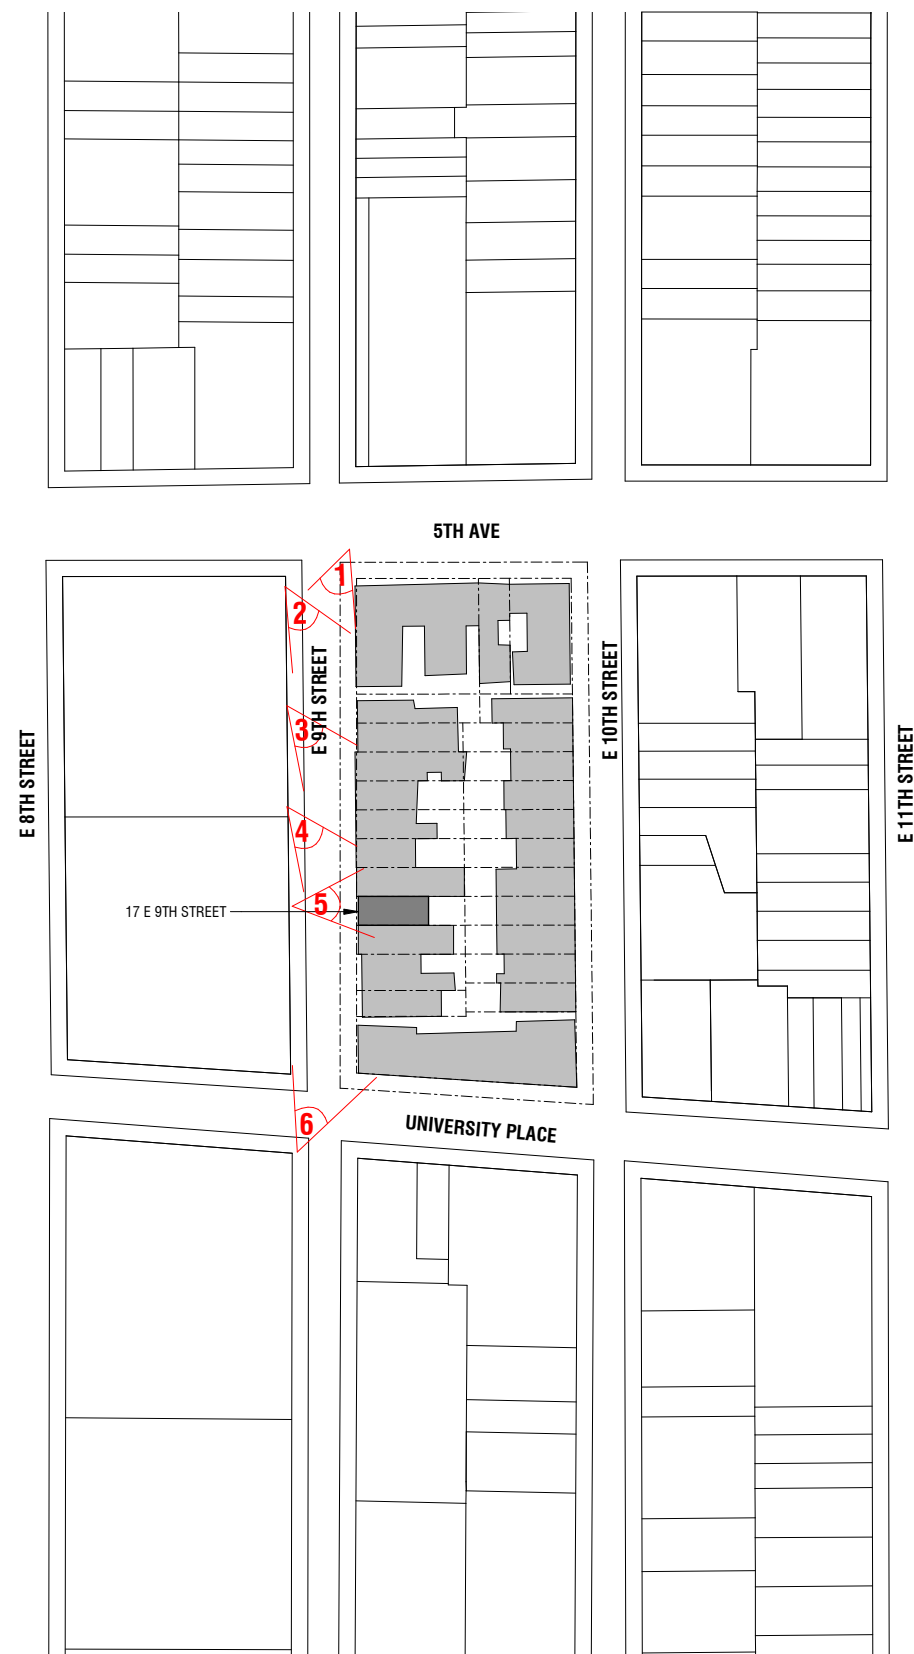 5TH AVE
1
2
E 9TH STREET
E 10TH STREET
3
E 8TH STREET
E 11TH STREET
4
5
17 E 9TH STREET
6
UNIVERSITY PLACE